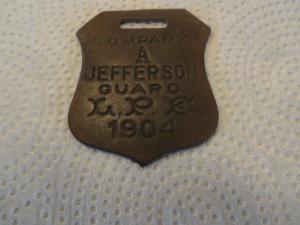 COMPANY
A
JEFFERSON
GUARD
L.P.X.
1904